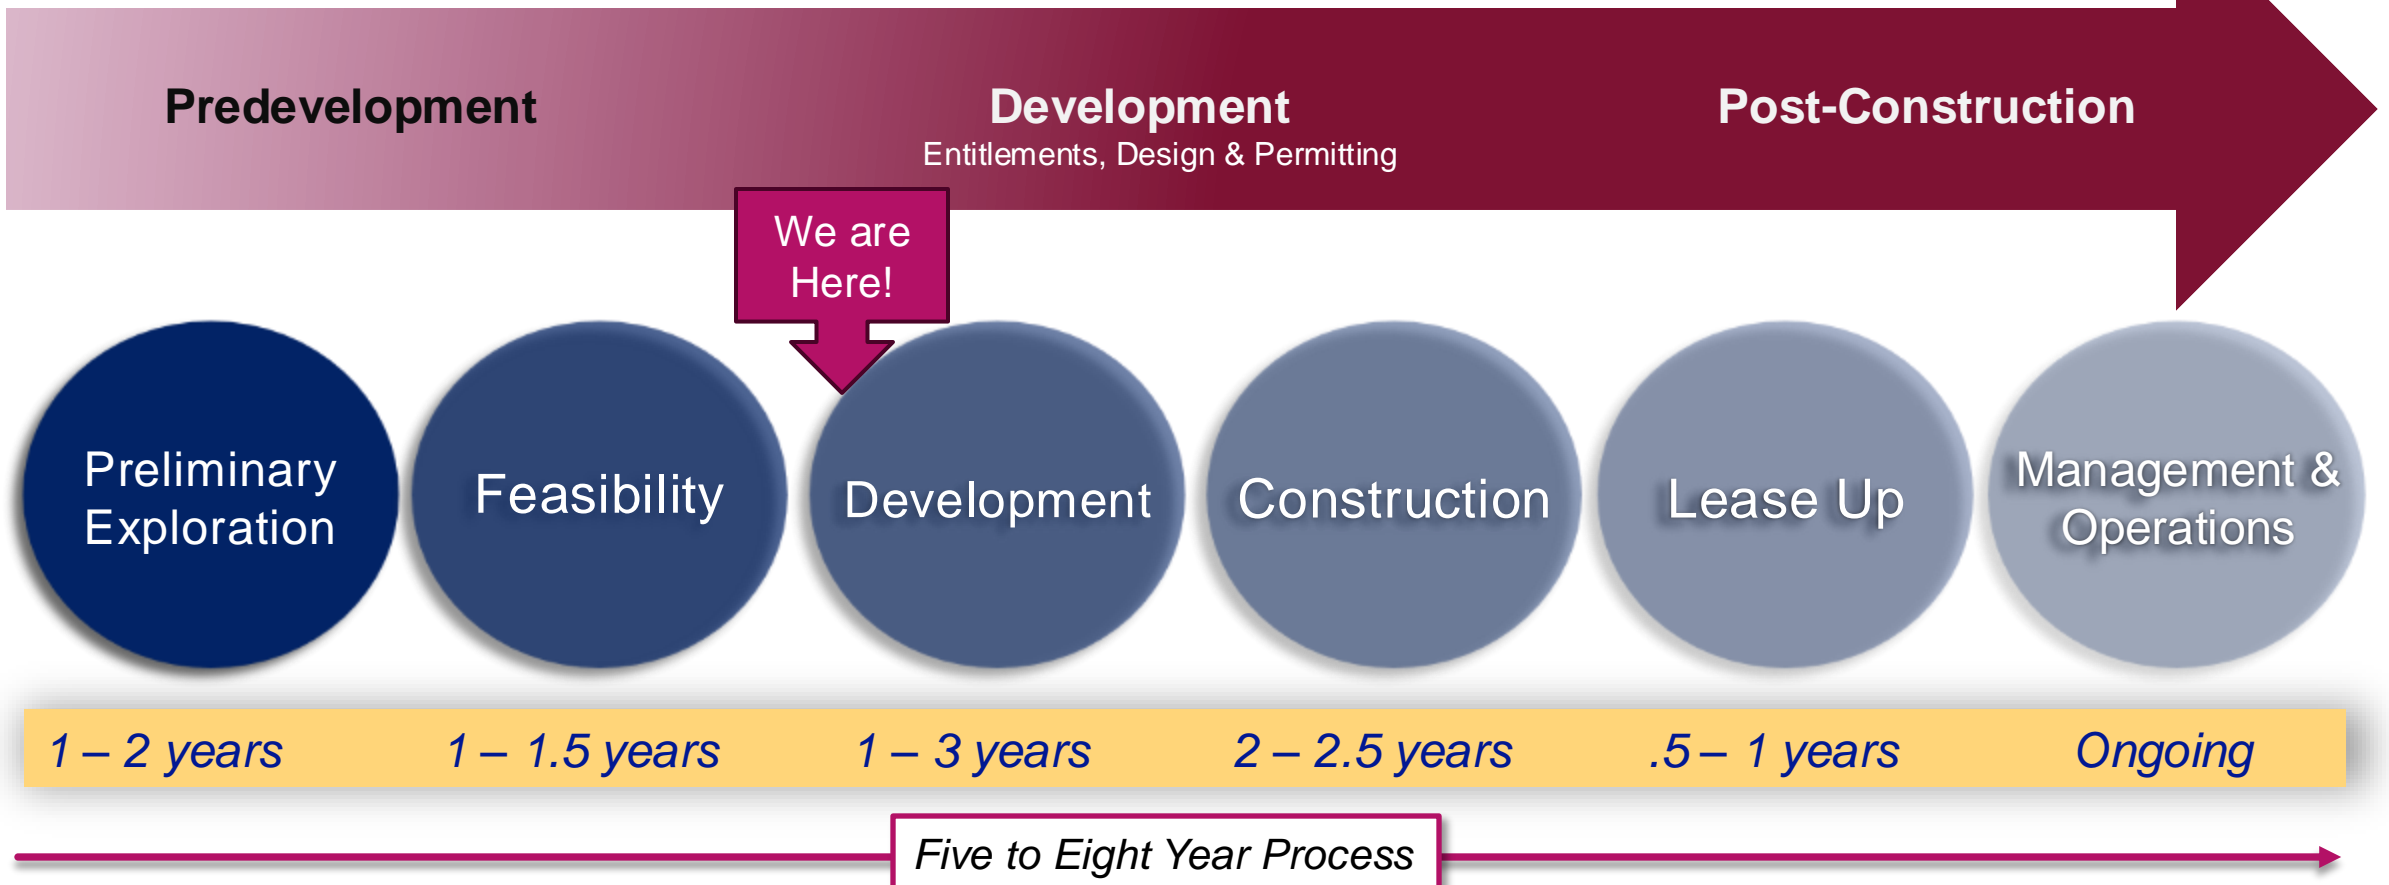 Predevelopment
Development
Post-Construction
Entitlements, Design & Permitting
We are
Here!
Preliminary
Exploration
Feasibility
Development
Construction
Lease Up
Management &
Operations
1 – 2 years
1 – 1.5 years
1 – 3 years
2 – 2.5 years
.5 – 1 years
Ongoing
Five to Eight Year Process